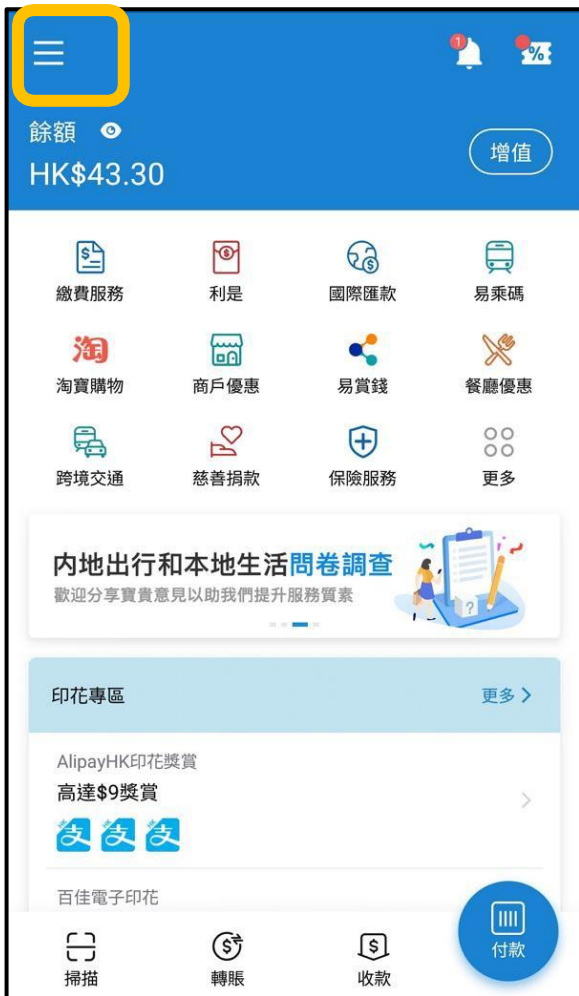 1
%
餘額
HK$43.30
增值
繳費服務 利是 國際匯款 易乘碼
淘
淘寶購物 商戶優惠 易賞錢 餐廳優惠
跨境交通 慈善捐款 保險服務 更多
内地出行和本地生活問卷調查
歡迎分享寶貴意見以助我們提升服務質素
印花專區
更多
AlipayHK印花獎賞
高達$9獎賞
支 支 支
百佳電子印花
掃描 轉賬 收款 付款